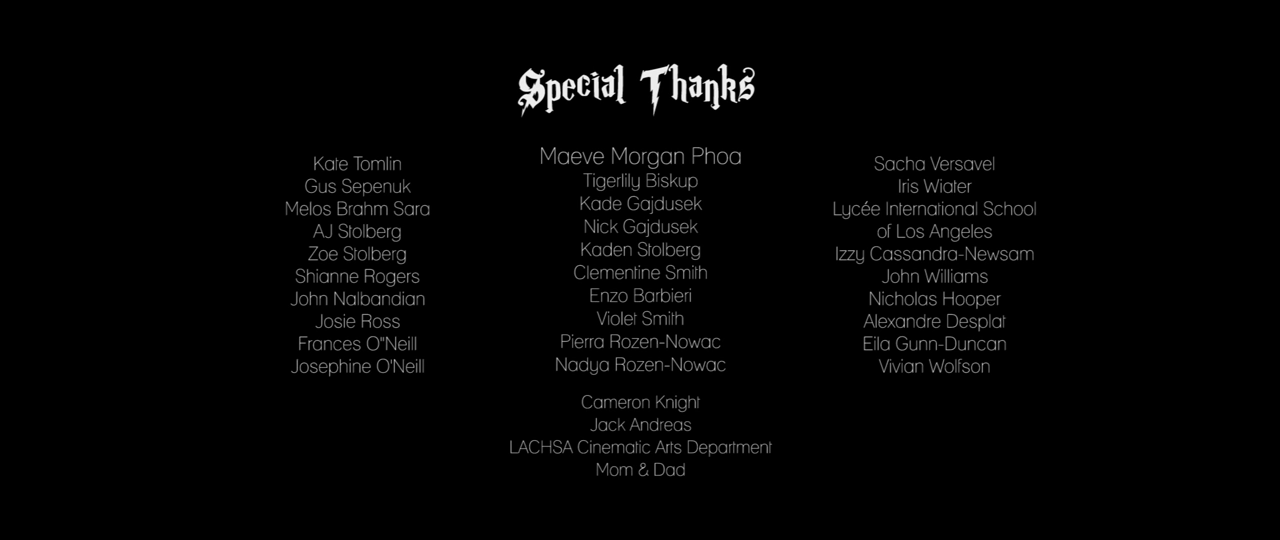 Special Thanks
Kate Tomlin
Gus Sepenuk
Melos Brahm Sara
AJ Stolberg
Zoe Stolberg
Shianne Rogers
John Nalbandian
Josie Ross
Frances O"Neill
Josephine O'Neill
Maeve Morgan Phoa
Tigerlily Biskup
Kade Gajdusek
Nick Gajdusek
Kaden Stolberg
Clementine Smith
Enzo Barbieri
Violet Smith
Pierra Rozen-Nowac
Nadya Rozen-Nowac
Cameron Knight
Jack Andreas
LACHSA Cinematic Arts Department
Mom & Dad
Sacha Versavel
Iris Wiater
Lycée International School
of Los Angeles
Izzy Cassandra-Newsam
John Williams
Nicholas Hooper
Alexandre Desplat
Eila Gunn-Duncan
Vivian Wolfson